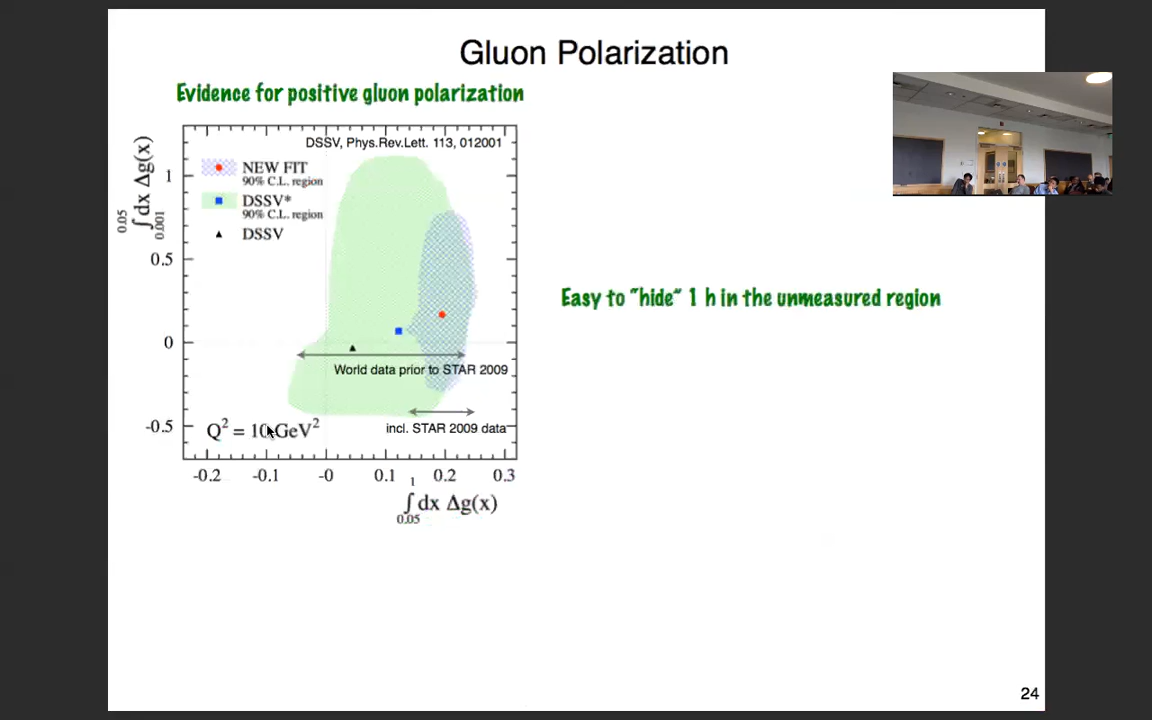 Gluon Polarization
Evidence for positive gluon polarization
DSSV, Phys.Rev.Lett. 113, 012001
NEW FIT
90% C.L. region
DSSV*
90% C.L. region
DSSV
0.05
∫dx Δg(x)
0.001
1
0.5
0
-0.5
World data prior to STAR 2009
incl. STAR 2009 data
Q² = 10 GeV²
-0.2 -0.1 -0 0.1 0.2 0.3
1
∫dx Δg(x)
0.05
Easy to "hide" 1 h in the unmeasured region
24